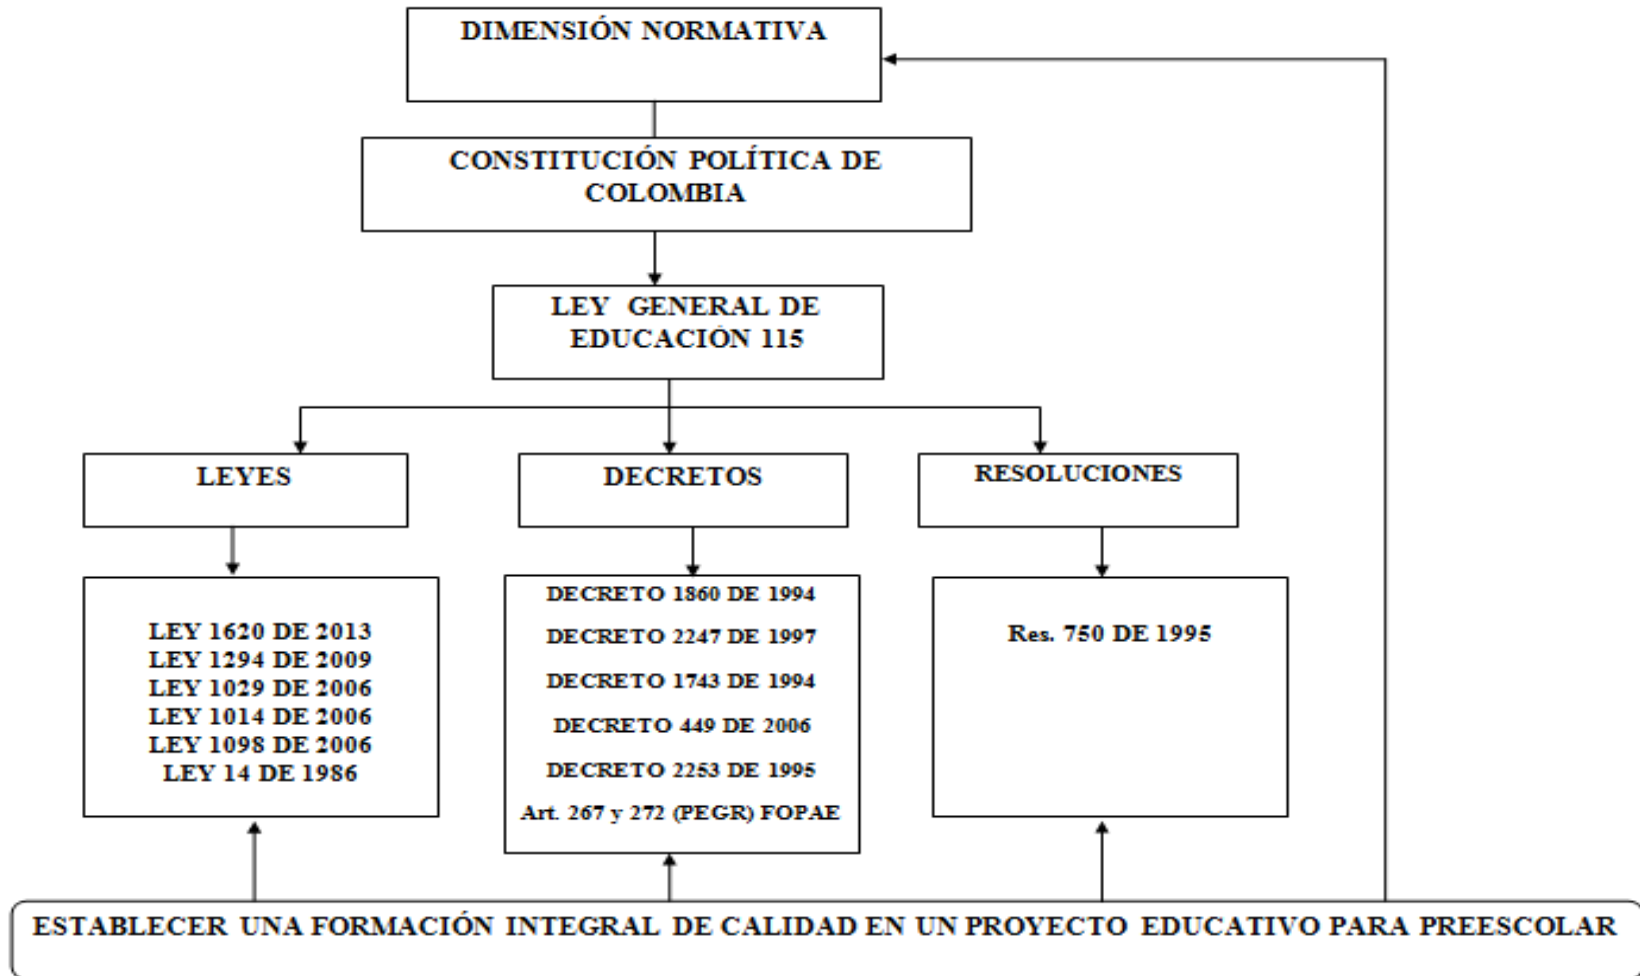 DIMENSIÓN NORMATIVA
CONSTITUCIÓN POLÍTICA DE
COLOMBIA
LEY GENERAL DE
EDUCACIÓN 115
LEYES
DECRETOS
RESOLUCIONES
LEY 1620 DE 2013
LEY 1294 DE 2009
LEY 1029 DE 2006
LEY 1014 DE 2006
LEY 1098 DE 2006
LEY 14 DE 1986
DECRETO 1860 DE 1994
DECRETO 2247 DE 1997
DECRETO 1743 DE 1994
DECRETO 449 DE 2006
DECRETO 2253 DE 1995
Art. 267 y 272 (PEGR) FOPAE
Res. 750 DE 1995
ESTABLECER UNA FORMACIÓN INTEGRAL DE CALIDAD EN UN PROYECTO EDUCATIVO PARA PREESCOLAR